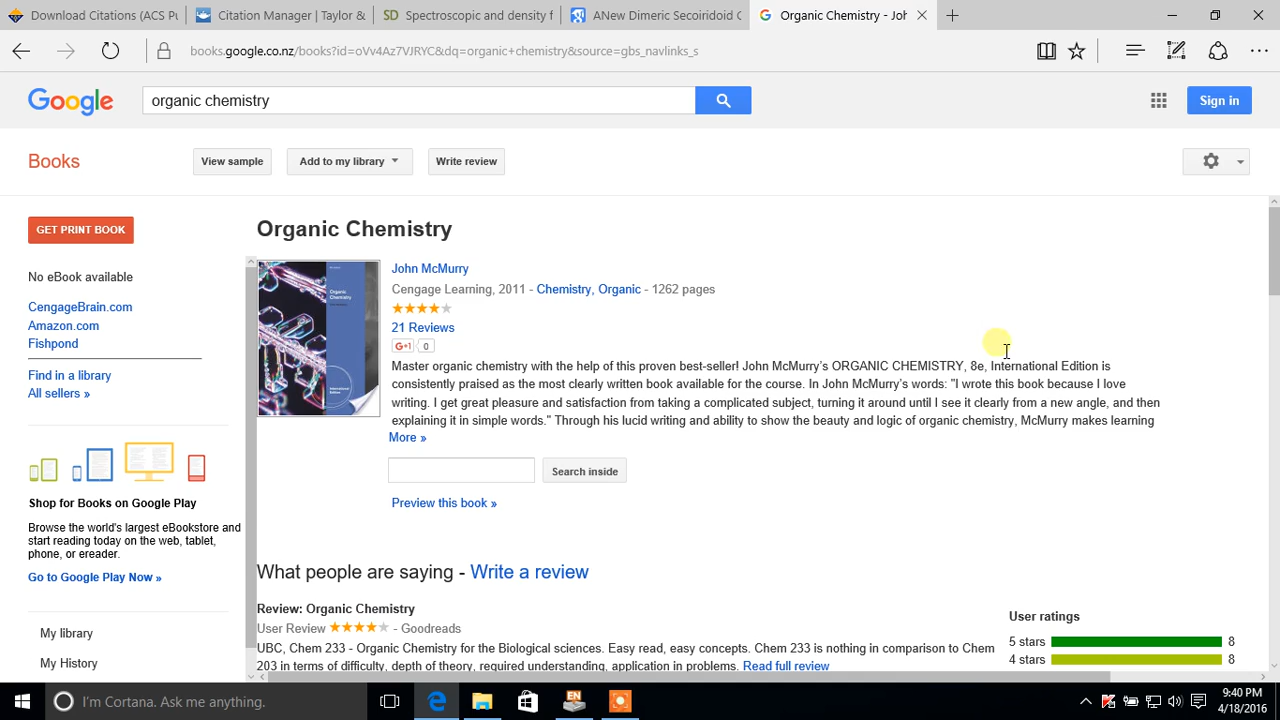 Download Citations (ACS Pu
Citation Manager | Taylor &
SD Spectroscopic and density f
ANew Dimeric Secoiridoid G
Organic Chemistry - Joh
books.google.co.nz/books?id=oVv4Az7VJRYC&dq=organic+chemistry&source=gbs_navlinks_s
Google
organic chemistry
Sign in
Books
View sample
Add to my library
Write review
GET PRINT BOOK
No eBook available
CengageBrain.com
Amazon.com
Fishpond
Find in a library
All sellers »
Shop for Books on Google Play
Browse the world's largest eBookstore and
start reading today on the web, tablet,
phone, or ereader.
Go to Google Play Now »
My library
My History
Organic Chemistry
John McMurry
Cengage Learning, 2011 - Chemistry, Organic - 1262 pages
21 Reviews
G+1 0
Master organic chemistry with the help of this proven best-seller! John McMurry's ORGANIC CHEMISTRY, 8e, International Edition is
consistently praised as the most clearly written book available for the course. In John McMurry's words: "I wrote this book because I love
writing. I get great pleasure and satisfaction from taking a complicated subject, turning it around until I see it clearly from a new angle, and then
explaining it in simple words." Through his lucid writing and ability to show the beauty and logic of organic chemistry, McMurry makes learning
More »
Search inside
Preview this book »
What people are saying - Write a review
Review: Organic Chemistry
User Review - Goodreads
UBC, Chem 233 - Organic Chemistry for the Biological sciences. Easy read, easy concepts. Chem 233 is nothing in comparison to Chem
203 in terms of difficulty, depth of theory, required understanding, application in problems. Read full review
User ratings
5 stars 8
4 stars 8
I'm Cortana. Ask me anything.
EN
9:40 PM
4/18/2016